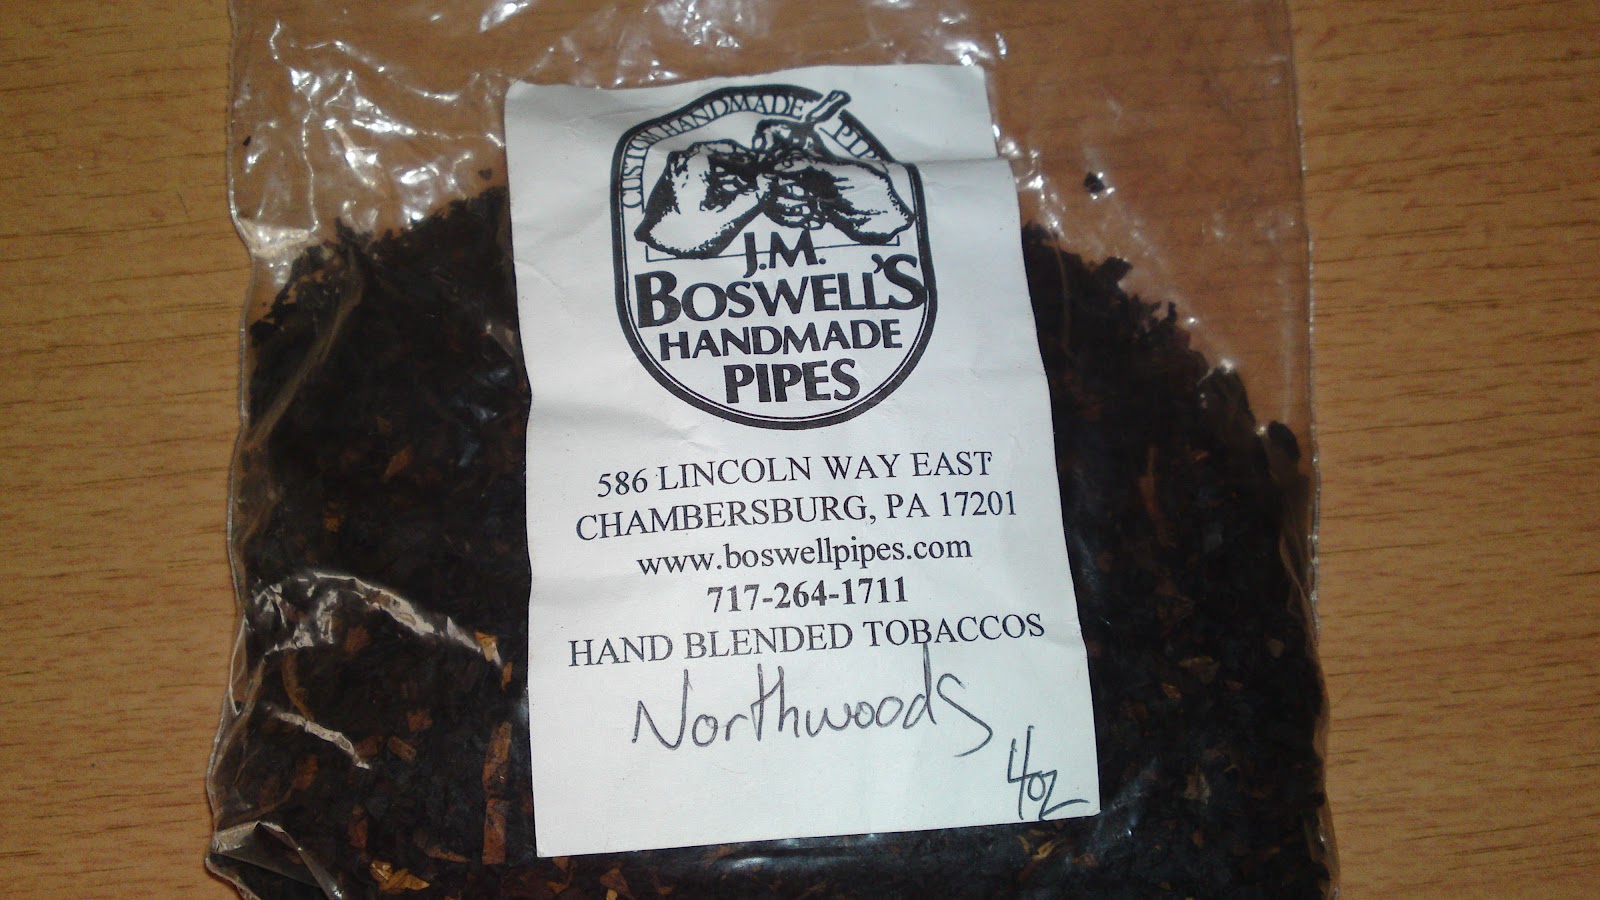 CUSTOM HANDMADE
J.M.
BOSWELL'S
HANDMADE
PIPES
586 LINCOLN WAY EAST
CHAMBERSBURG, PA 17201
www.boswellpipes.com
717-264-1711
HAND BLENDED TOBACCOS
Northwoods
4oz